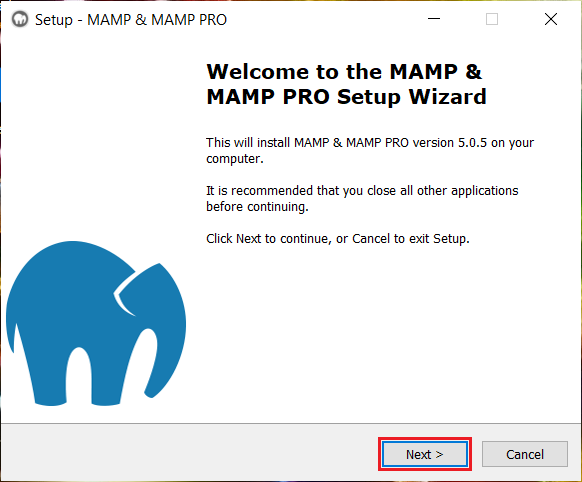 Setup - MAMP & MAMP PRO
Welcome to the MAMP &
MAMP PRO Setup Wizard
This will install MAMP & MAMP PRO version 5.0.5 on your
computer.
It is recommended that you close all other applications
before continuing.
Click Next to continue, or Cancel to exit Setup.
Next >
Cancel